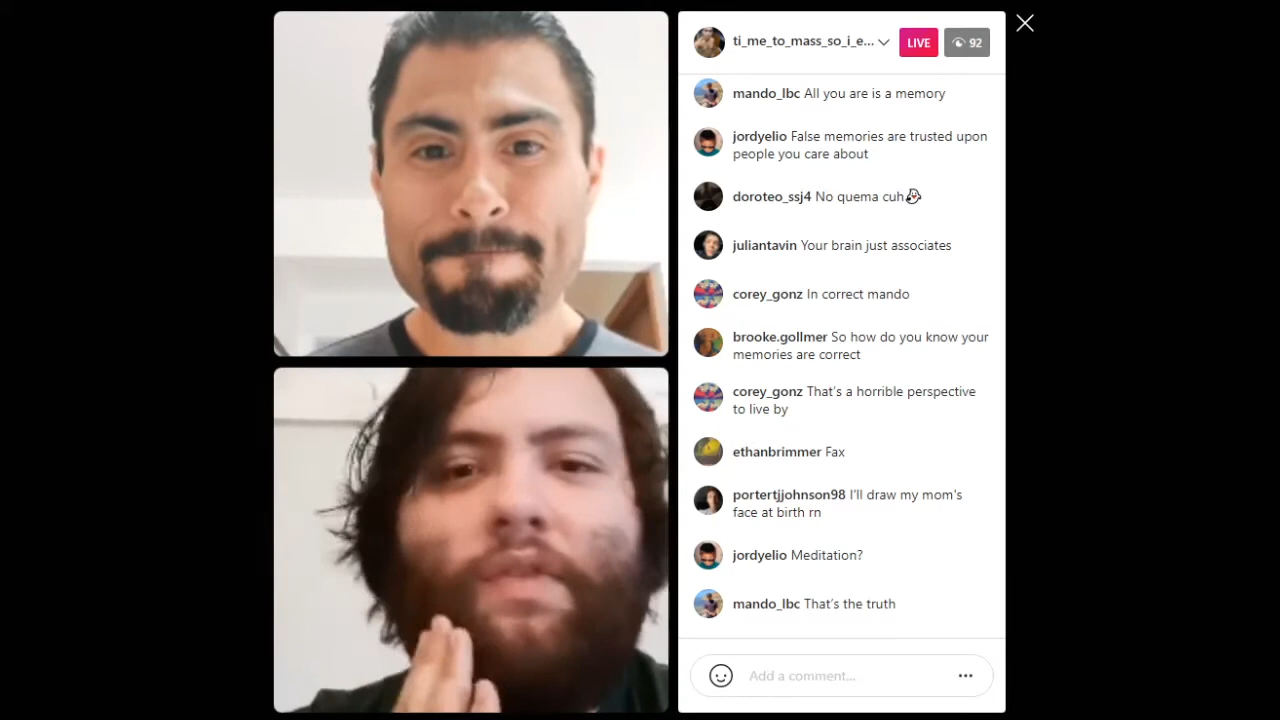 ti_me_to_mass_so_i_e...
LIVE
92
mando_lbc All you are is a memory
jordyelio False memories are trusted upon
people you care about
doroteo_ssj4 No quema cuh
juliantavin Your brain just associates
corey_gonz In correct mando
brooke.gollmer So how do you know your
memories are correct
corey_gonz That's a horrible perspective
to live by
ethanbrimmer Fax
portertjjohnson98 I'll draw my mom's
face at birth rn
jordyelio Meditation?
mando_lbc That's the truth
Add a comment...